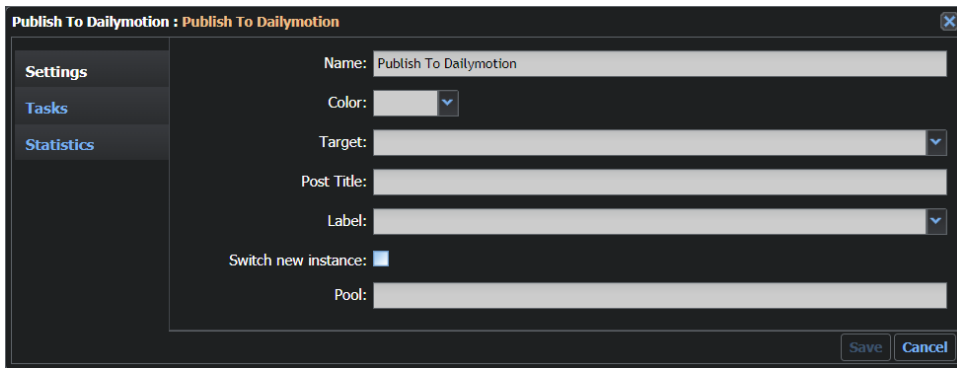 Publish To Dailymotion : Publish To Dailymotion
Settings
Tasks
Statistics
Name: Publish To Dailymotion
Color:
Target:
Post Title:
Label:
Switch new instance:
Pool:
Save Cancel